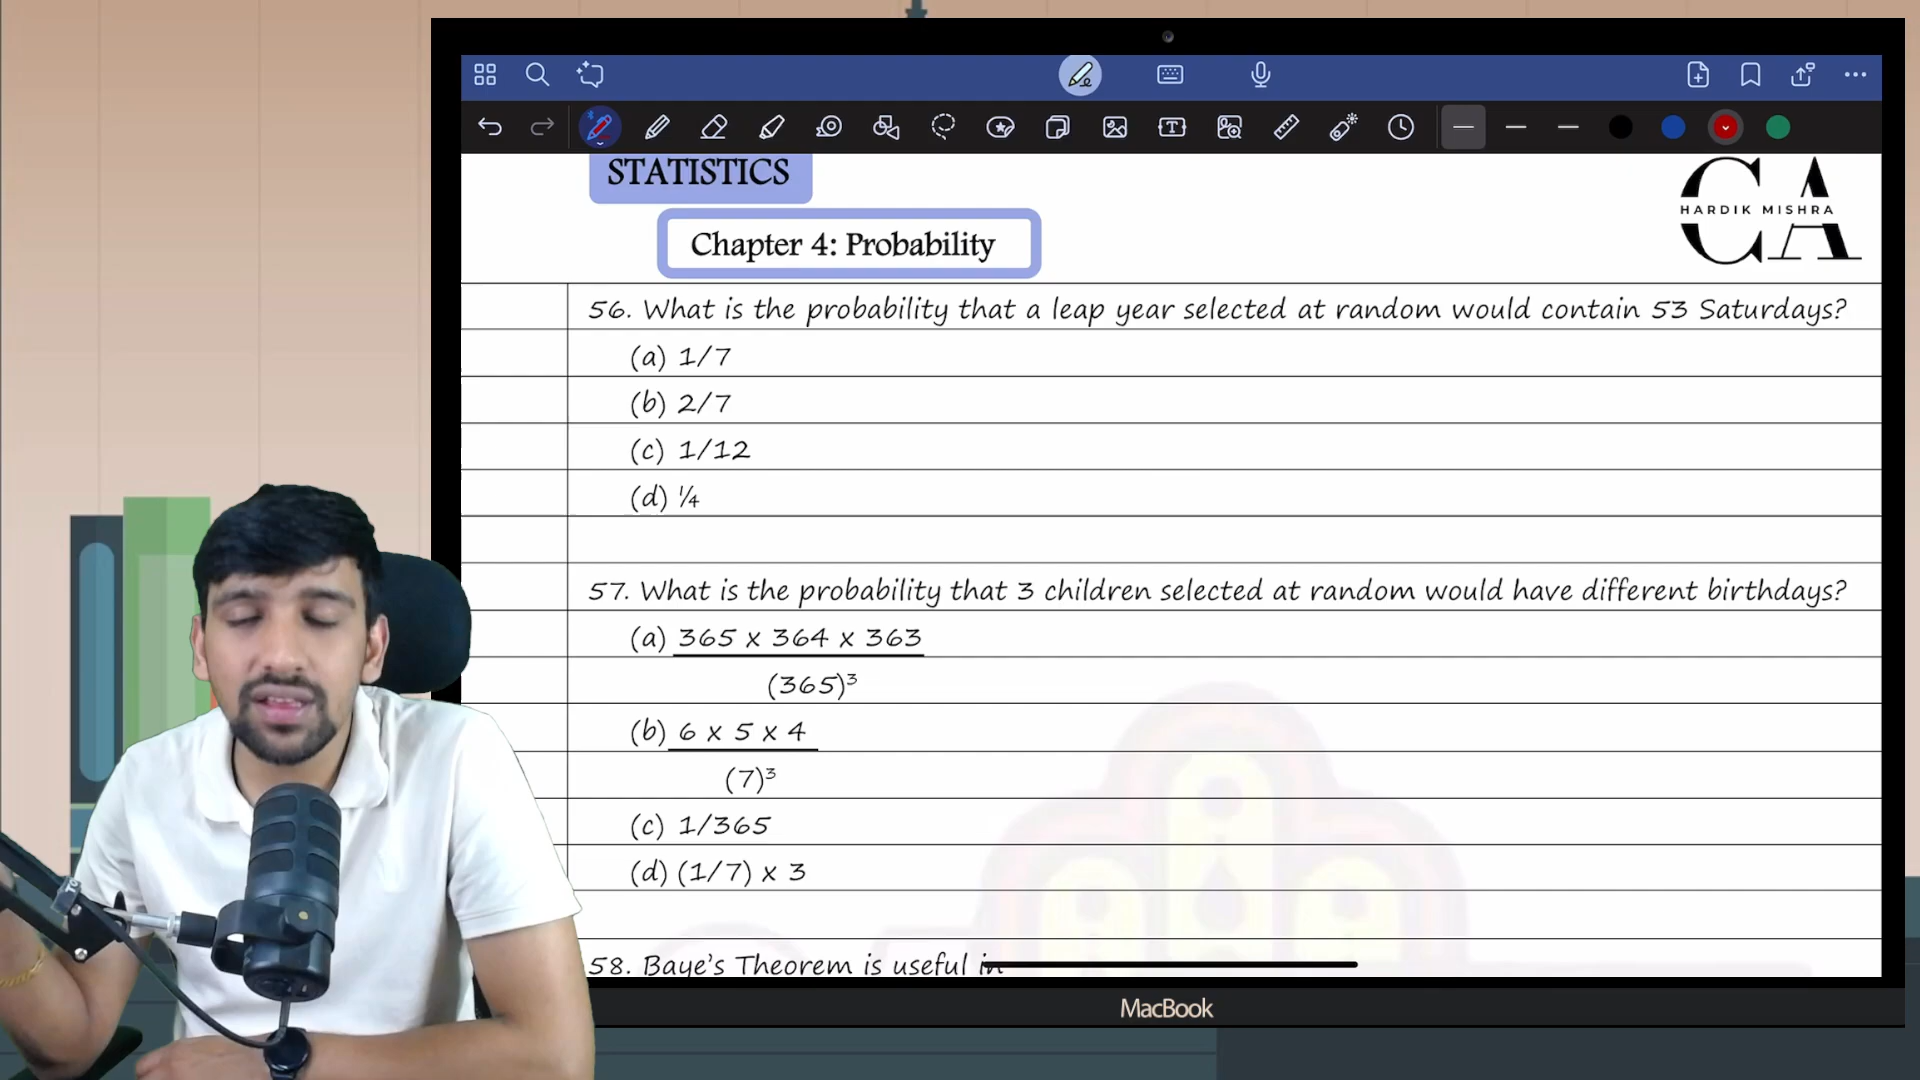 STATISTICS
Chapter 4: Probability
CA
HARDIK MISHRA
56. What is the probability that a leap year selected at random would contain 53 Saturdays?
(a) 1/7
(b) 2/7
(c) 1/12
(d) ¼
57. What is the probability that 3 children selected at random would have different birthdays?
(a) 365 x 364 x 363
(365)³
(b) 6 x 5 x 4
(7)³
(c) 1/365
(d) (1/7) x 3
58. Baye's Theorem is useful in
MacBook